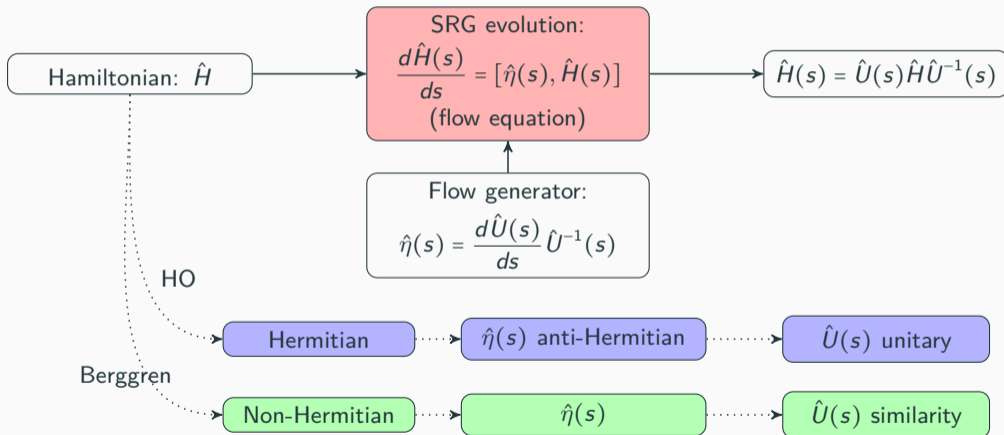 SRG evolution:
Hamiltonian: Ĥ
dĤ(s)/ds = [η̂(s), Ĥ(s)]
Ĥ(s) = Û(s)ĤÛ⁻¹(s)
(flow equation)
Flow generator:
η̂(s) = dÛ(s)/ds Û⁻¹(s)
HO
Hermitian
η̂(s) anti-Hermitian
Û(s) unitary
Berggren
Non-Hermitian
η̂(s)
Û(s) similarity